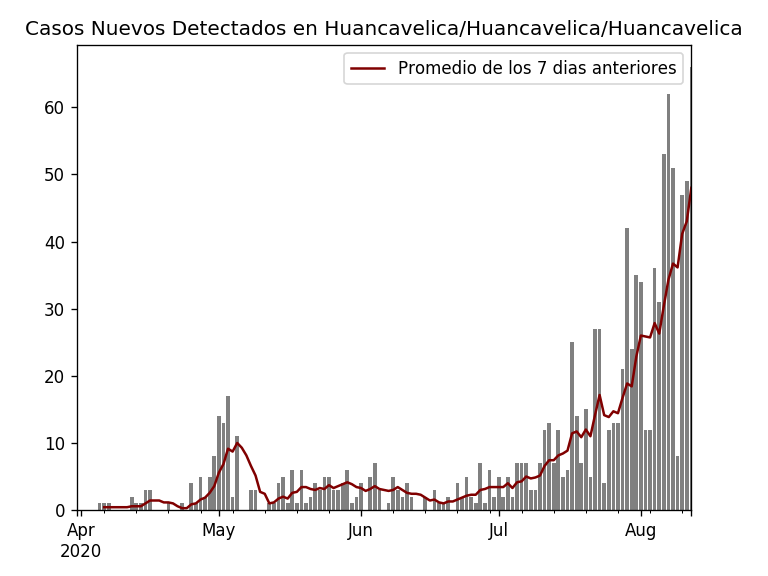 Casos Nuevos Detectados en Huancavelica/Huancavelica/Huancavelica
Promedio de los 7 dias anteriores
60
50
40
30
20
10
0
Apr May Jun Jul Aug
2020